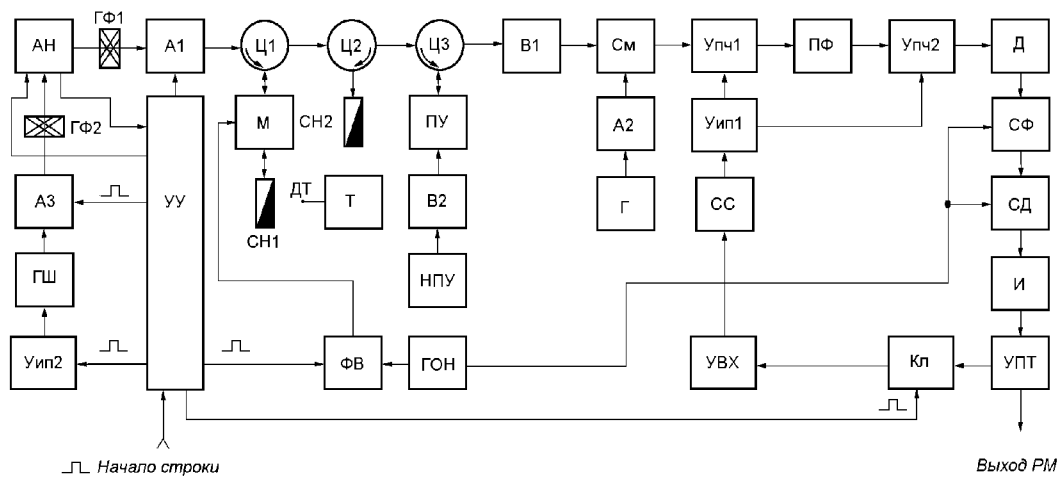 ГФ1
АН
А1
Ц1
Ц2
Ц3
В1
См
Упч1
ПФ
Упч2
Д
ГФ2
М
СН2
ПУ
А2
Уип1
СФ
А3
УУ
ДТ
Т
В2
Г
СС
СД
СН1
ГШ
НПУ
И
Уип2
ФВ
ГОН
УВХ
Кл
УПТ
Начало строки
Выход РМ